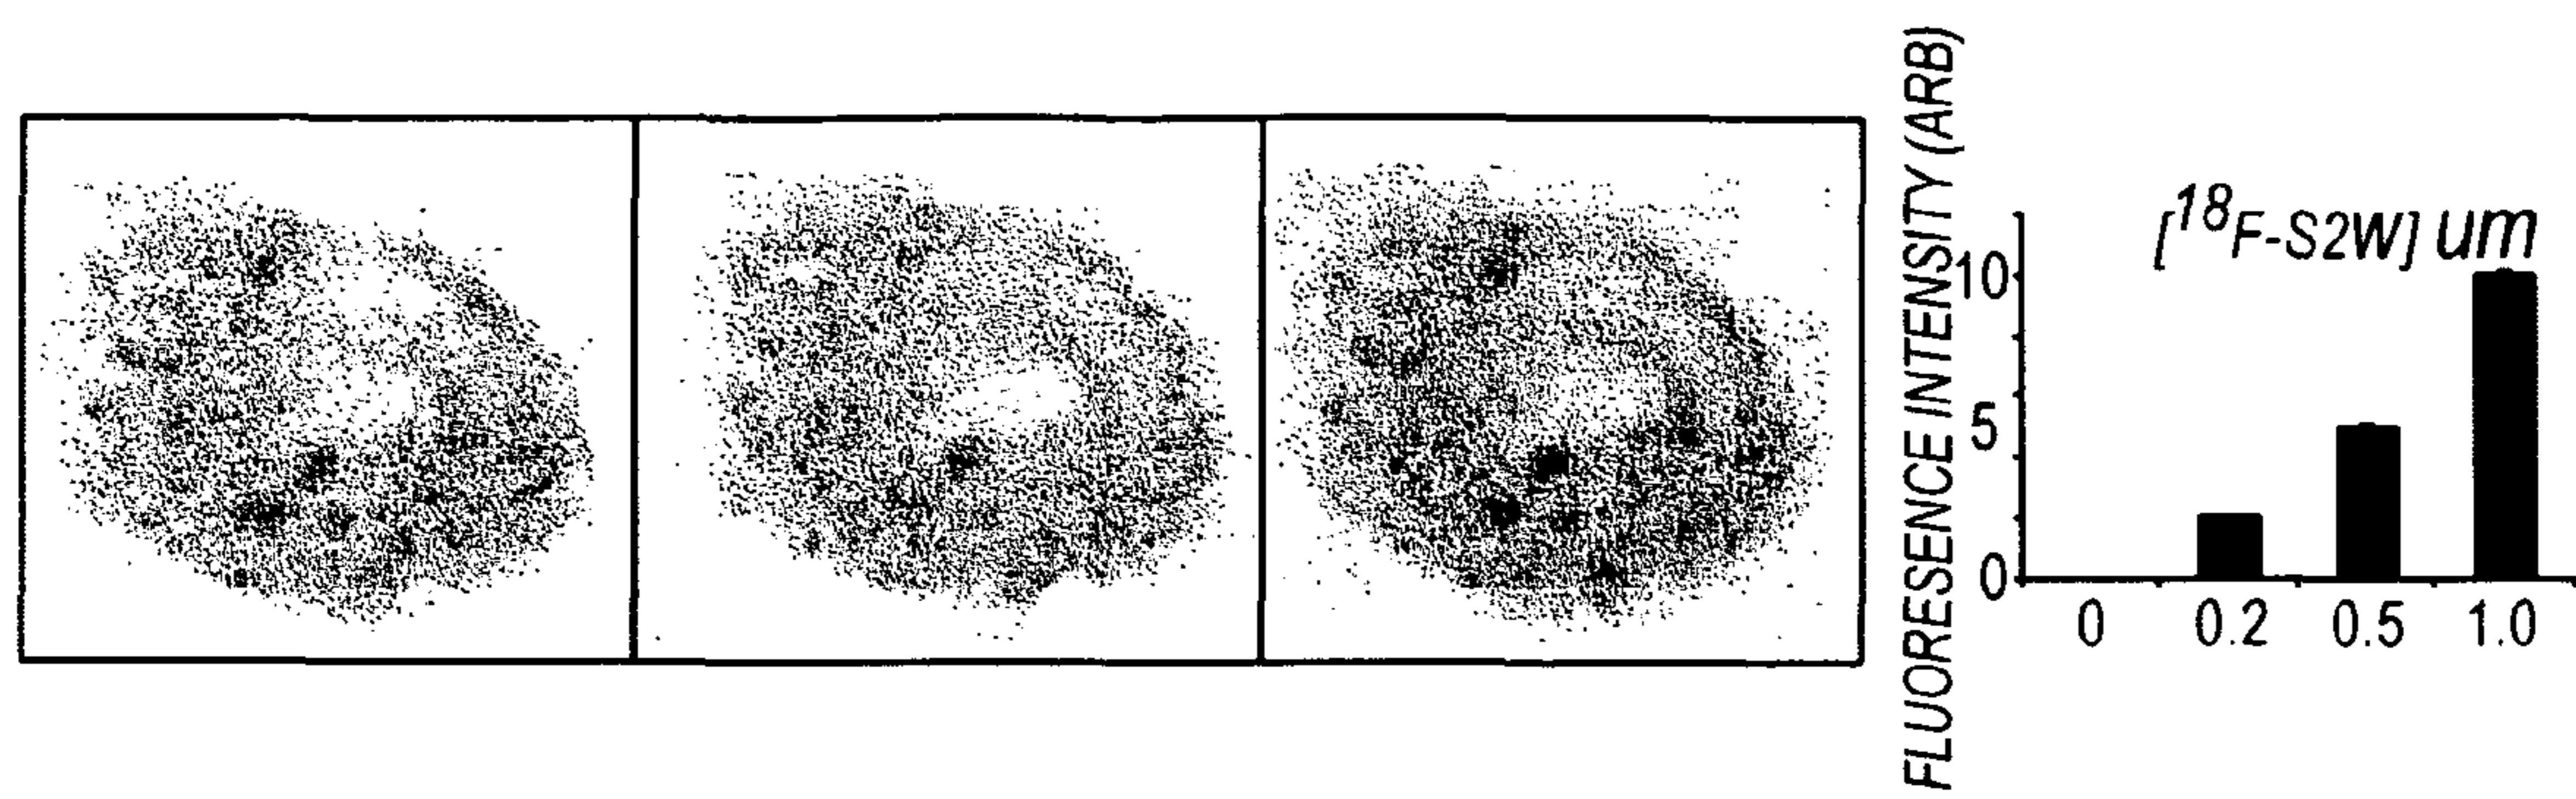 FLUORESENCE INTENSITY (ARB)
[18F-S2W] um
10
5
0
0 0.2 0.5 1.0